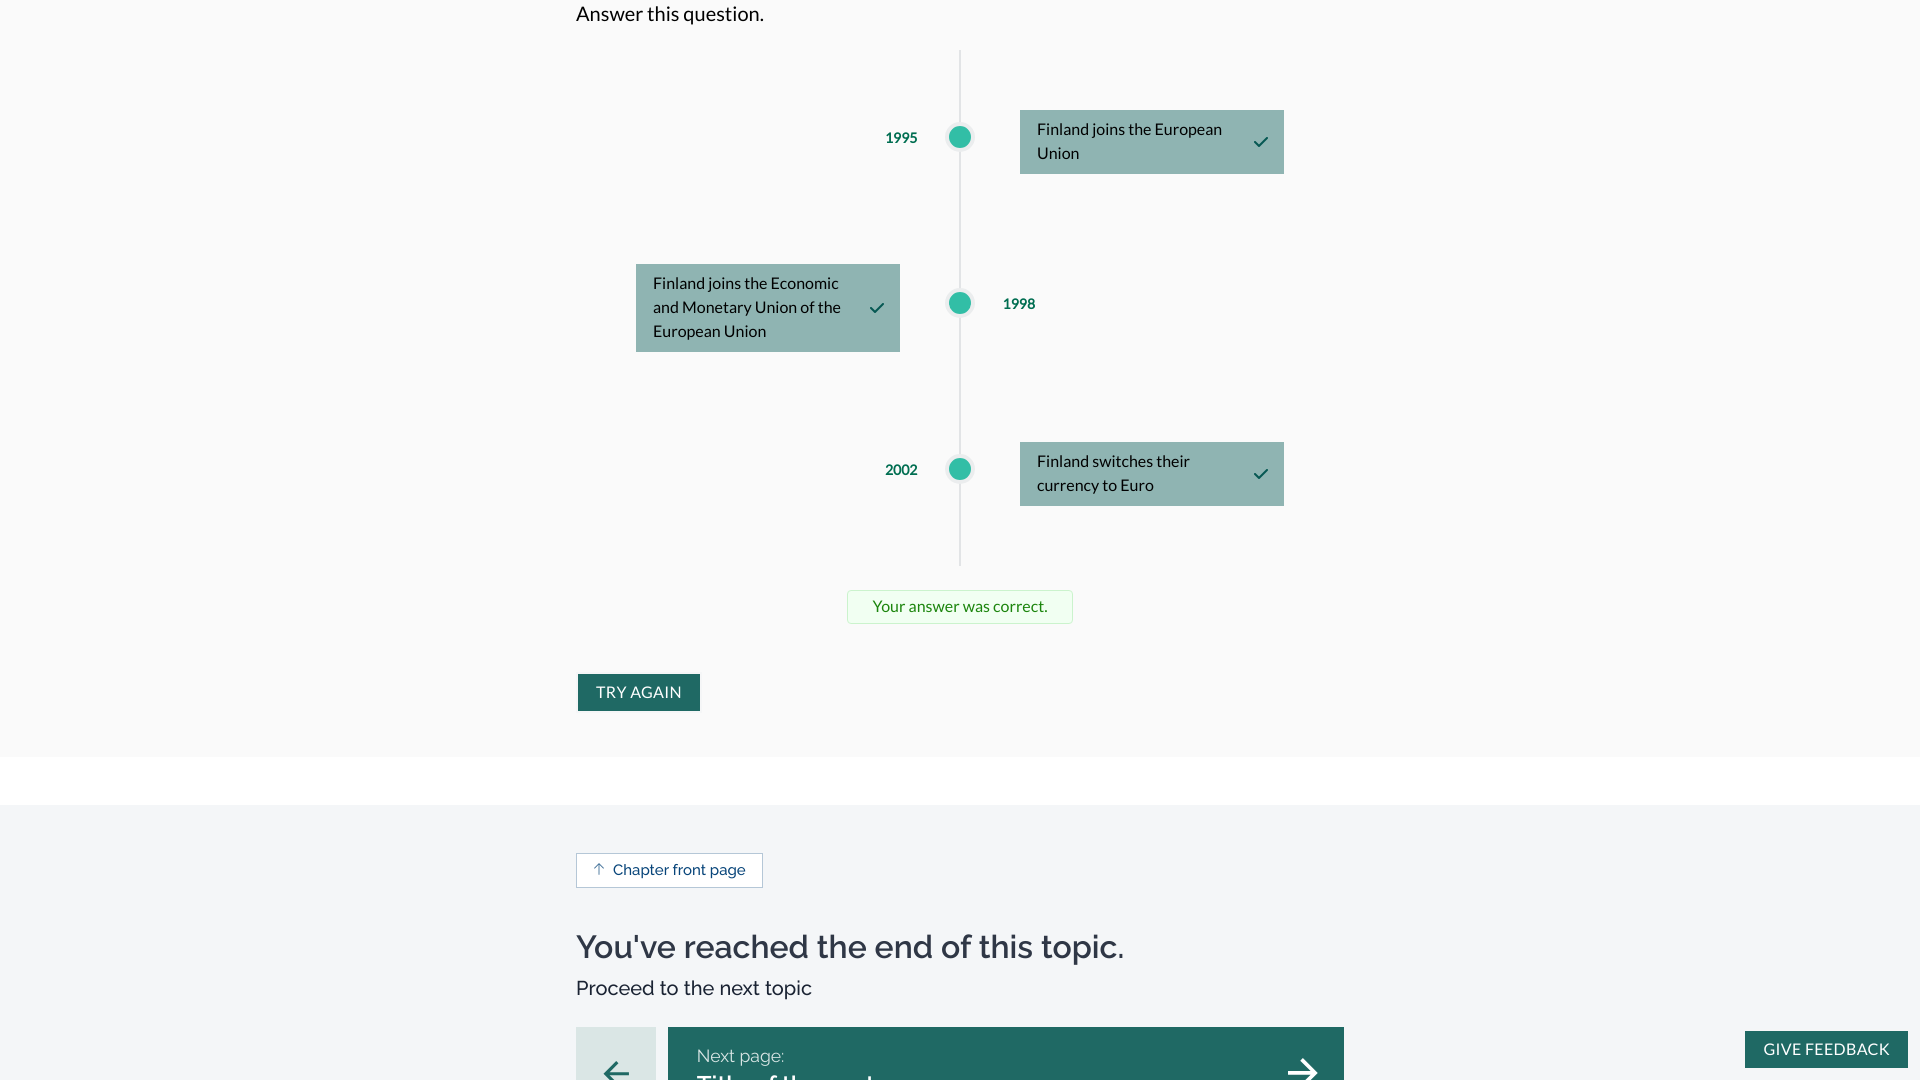 Answer this question.
1995
Finland joins the European
Union
Finland joins the Economic
and Monetary Union of the
European Union
1998
2002
Finland switches their
currency to Euro
Your answer was correct.
TRY AGAIN
Chapter front page
You've reached the end of this topic.
Proceed to the next topic
Next page:
GIVE FEEDBACK